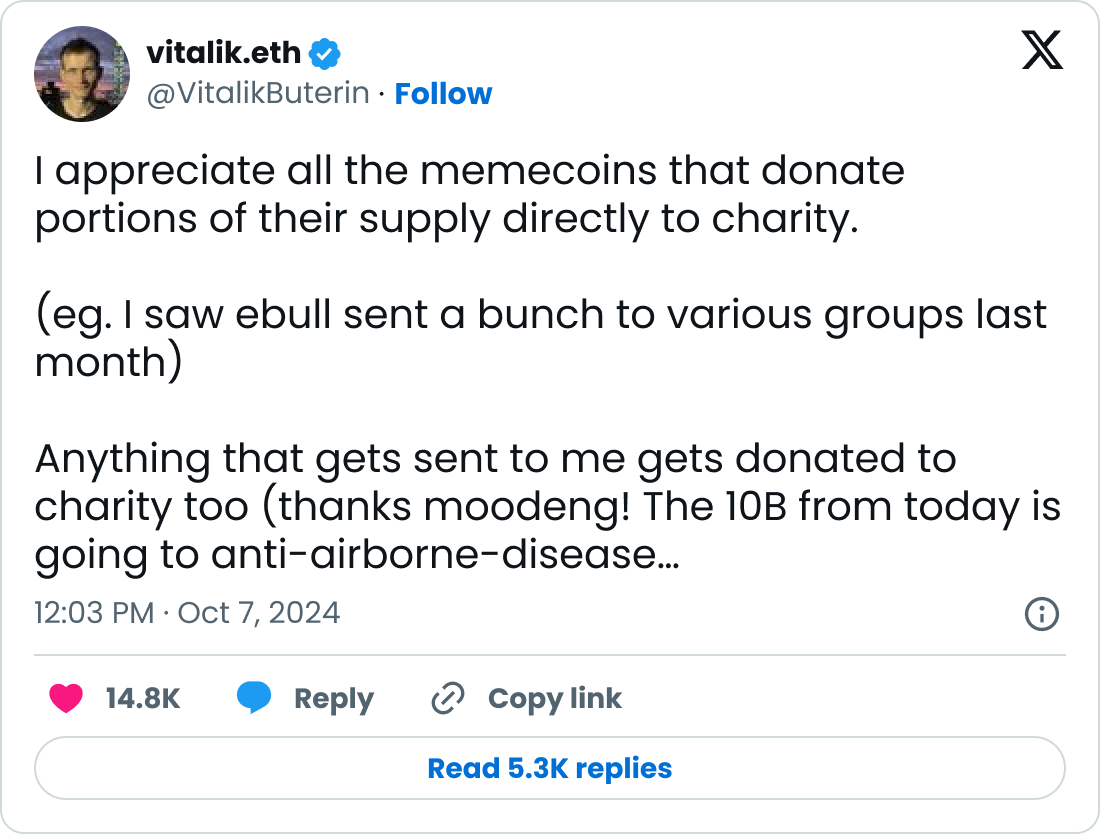 vitalik.eth
@VitalikButerin · Follow
I appreciate all the memecoins that donate
portions of their supply directly to charity.
(eg. I saw ebull sent a bunch to various groups last
month)
Anything that gets sent to me gets donated to
charity too (thanks moodeng! The 10B from today is
going to anti-airborne-disease…
12:03 PM · Oct 7, 2024
14.8K Reply Copy link
Read 5.3K replies